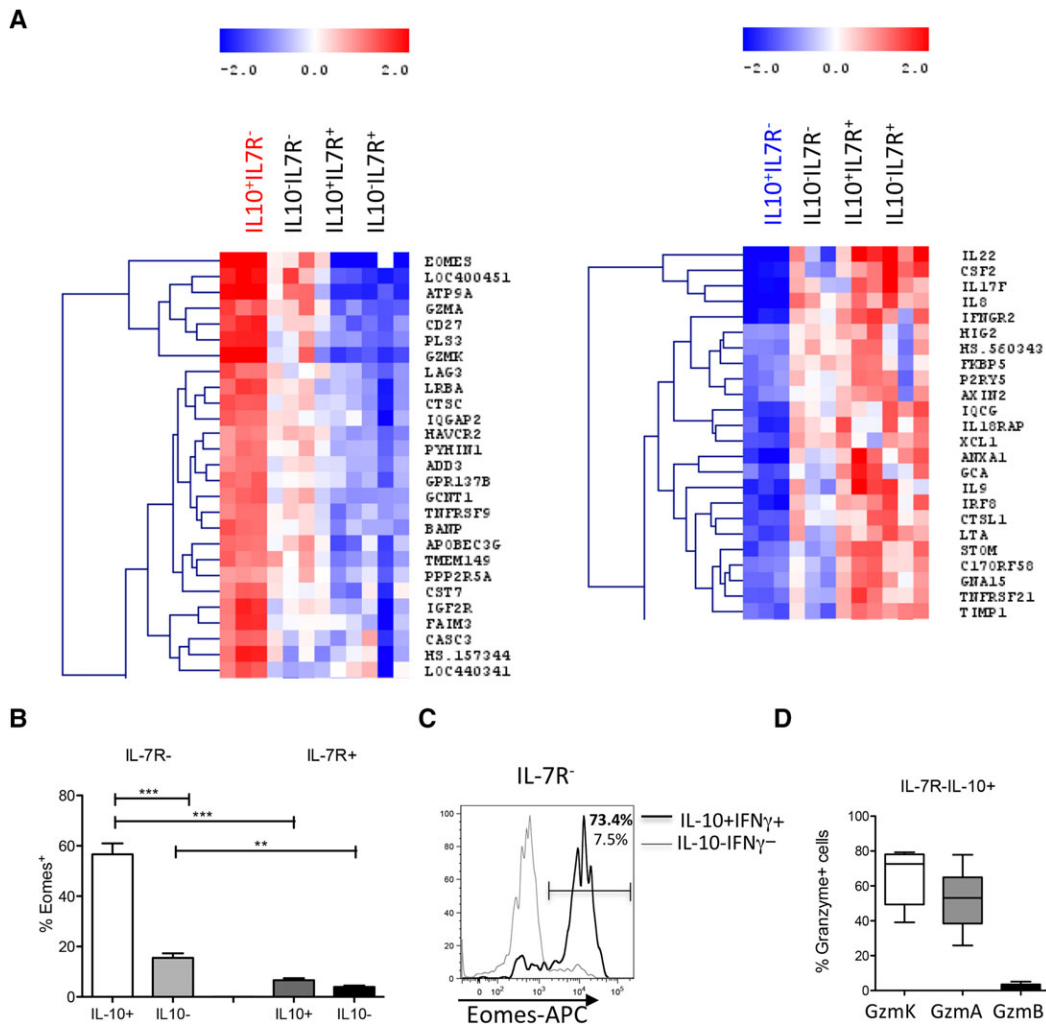 A
-2.0 0.0 2.0
-2.0 0.0 2.0
IL10+IL7R-
IL10-IL7R-
IL10+IL7R+
IL10-IL7R+
IL10+IL7R-
IL10-IL7R-
IL10+IL7R+
IL10-IL7R+
EOMES
LOC400451
ATP9A
GZMA
CD27
PLS3
GZMK
LAG3
LRBA
CTSC
IQGAP2
HAVCR2
PYHIN1
ADD3
GPR137B
GCNT1
TNFRSF9
BANP
APOBEC3G
TMEM149
PPP2R5A
CST7
IGF2R
FAIM3
CASC3
HS.157344
LOC440341
IL22
CSF2
IL17F
IL8
IFNGR2
HIG2
HS.560343
FKBP5
P2RY5
AXIN2
IQCG
IL18RAP
XCL1
ANXA1
GCA
IL9
IRF8
CTSL1
LTA
STOM
C17ORF58
GNA15
TNFRSF21
TIMP1
B
IL-7R- IL-7R+
***
***
**
% Eomes+
80
60
40
20
0
IL-10+ IL10- IL10+ IL10-
C
IL-7R-
73.4%
7.5%
IL-10+IFNγ+
IL-10-IFNγ−
100
80
60
40
20
0
0 10² 10³ 10⁴ 10⁵
Eomes-APC
D
IL-7R-IL-10+
% Granzyme+ cells
100
80
60
40
20
0
GzmK GzmA GzmB